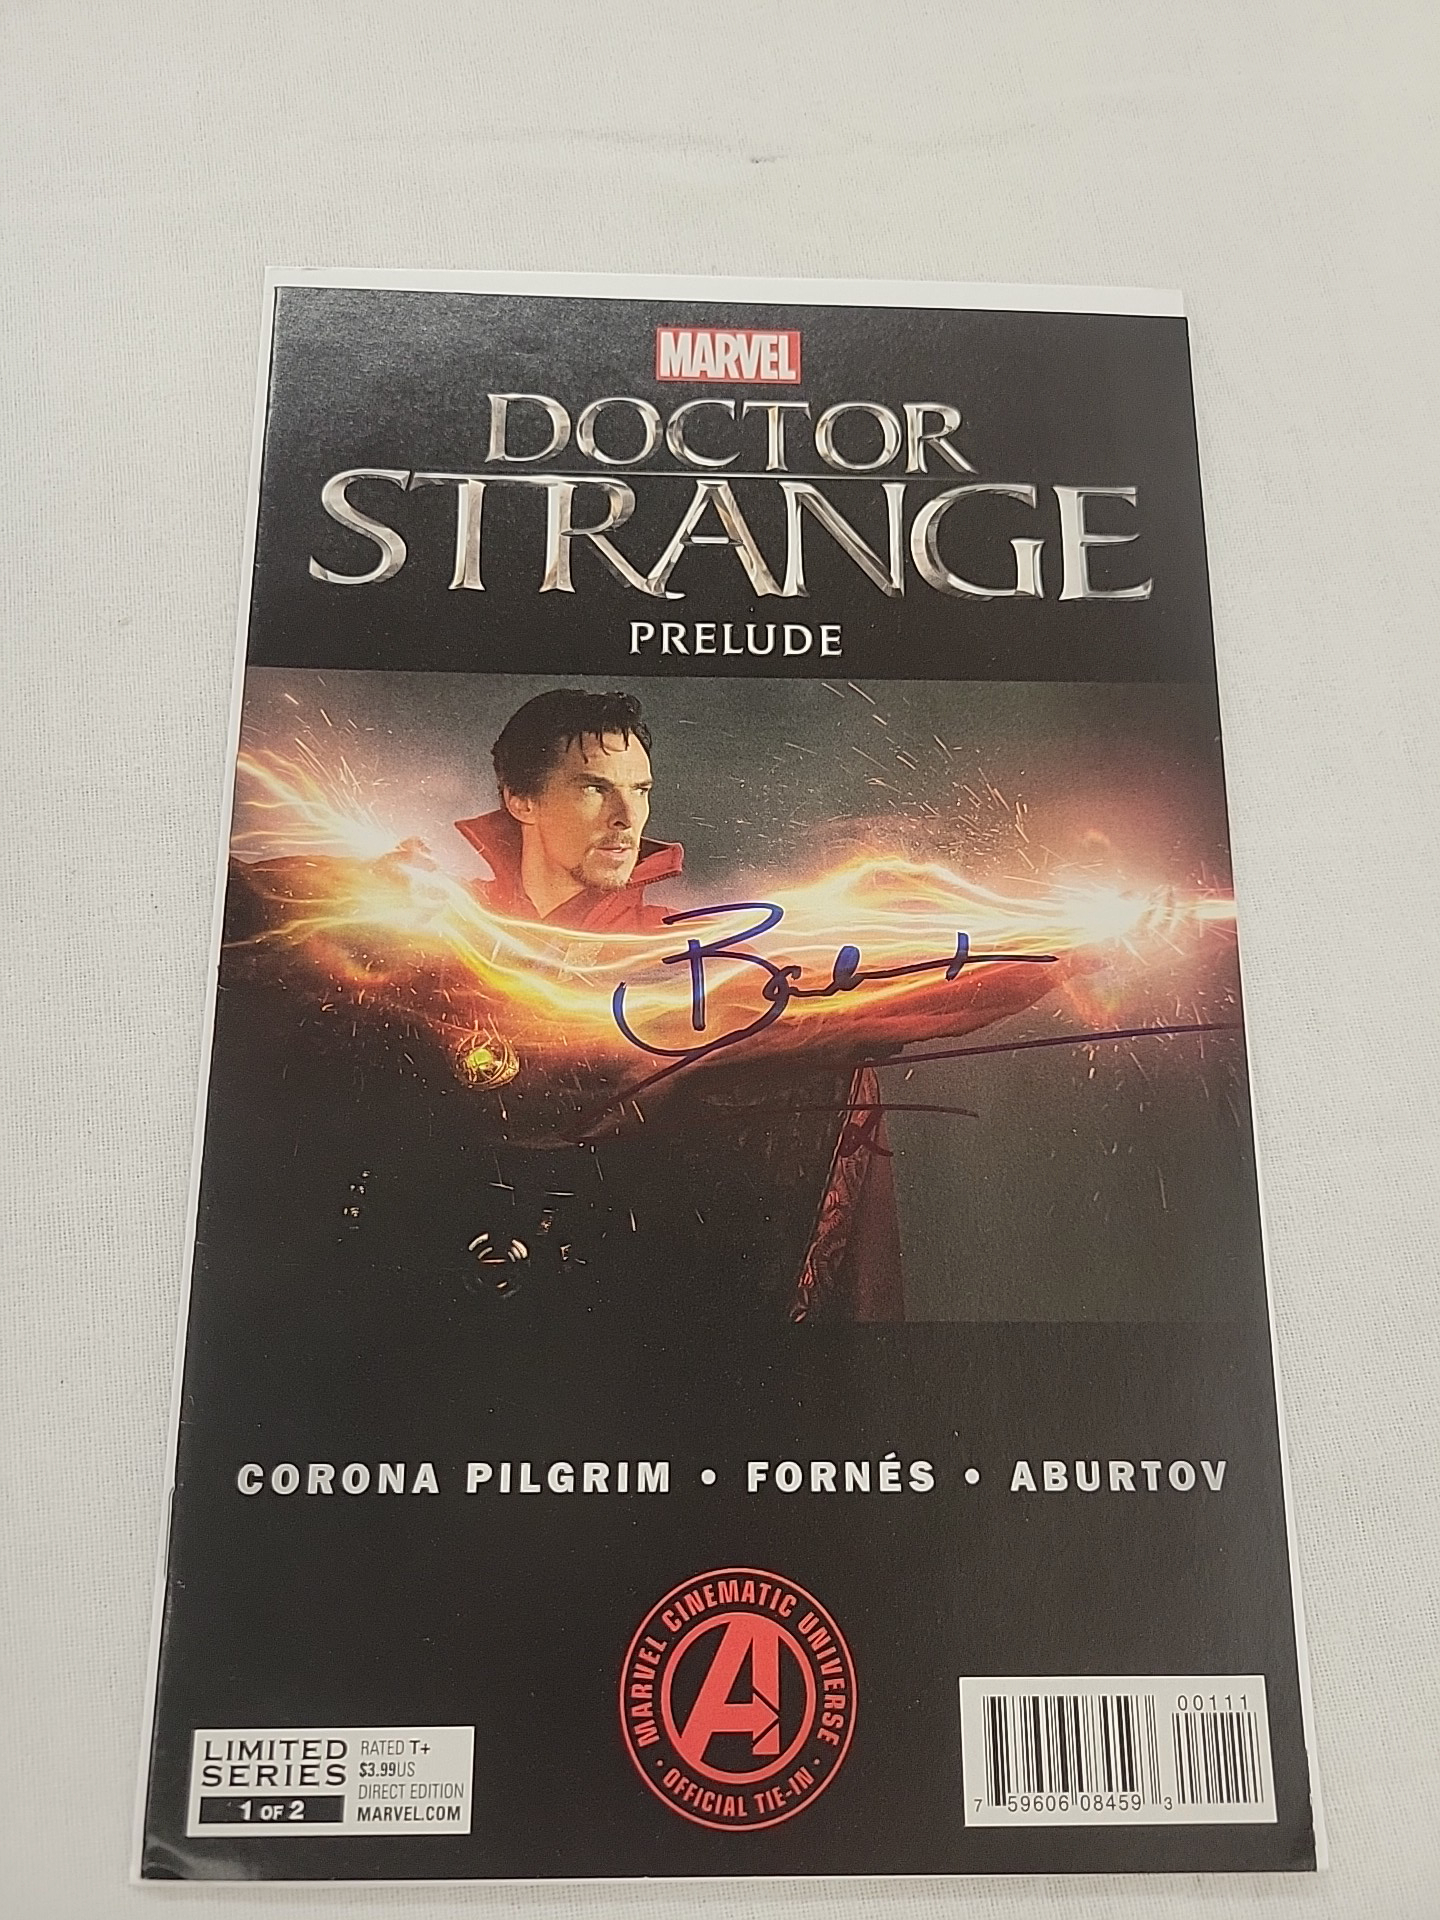 MARVEL
DOCTOR
STRANGE
PRELUDE
CORONA PILGRIM • FORNÉS • ABURTOV
MARVEL CINEMATIC UNIVERSE
A
• OFFICIAL TIE-IN •
LIMITED
SERIES
1 OF 2
RATED T+
$3.99US
DIRECT EDITION
MARVEL.COM
00111
7 59606 08459 3